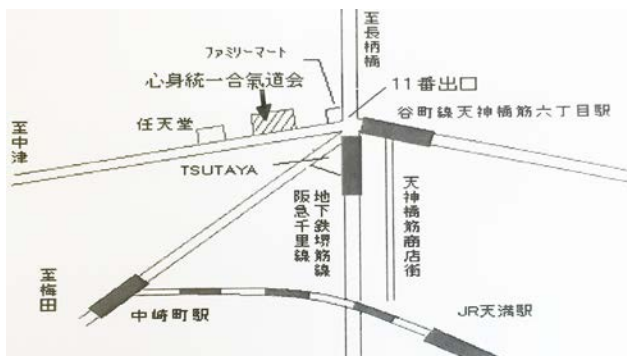 至長柄橋
ファミリーマート
心身統一合氣道会
11番出口
谷町線天神橋筋六丁目駅
任天堂
至中津
TSUTAYA
地下鉄堺筋線
阪急千里線
天神橋筋商店街
至梅田
中崎町駅
JR天満駅